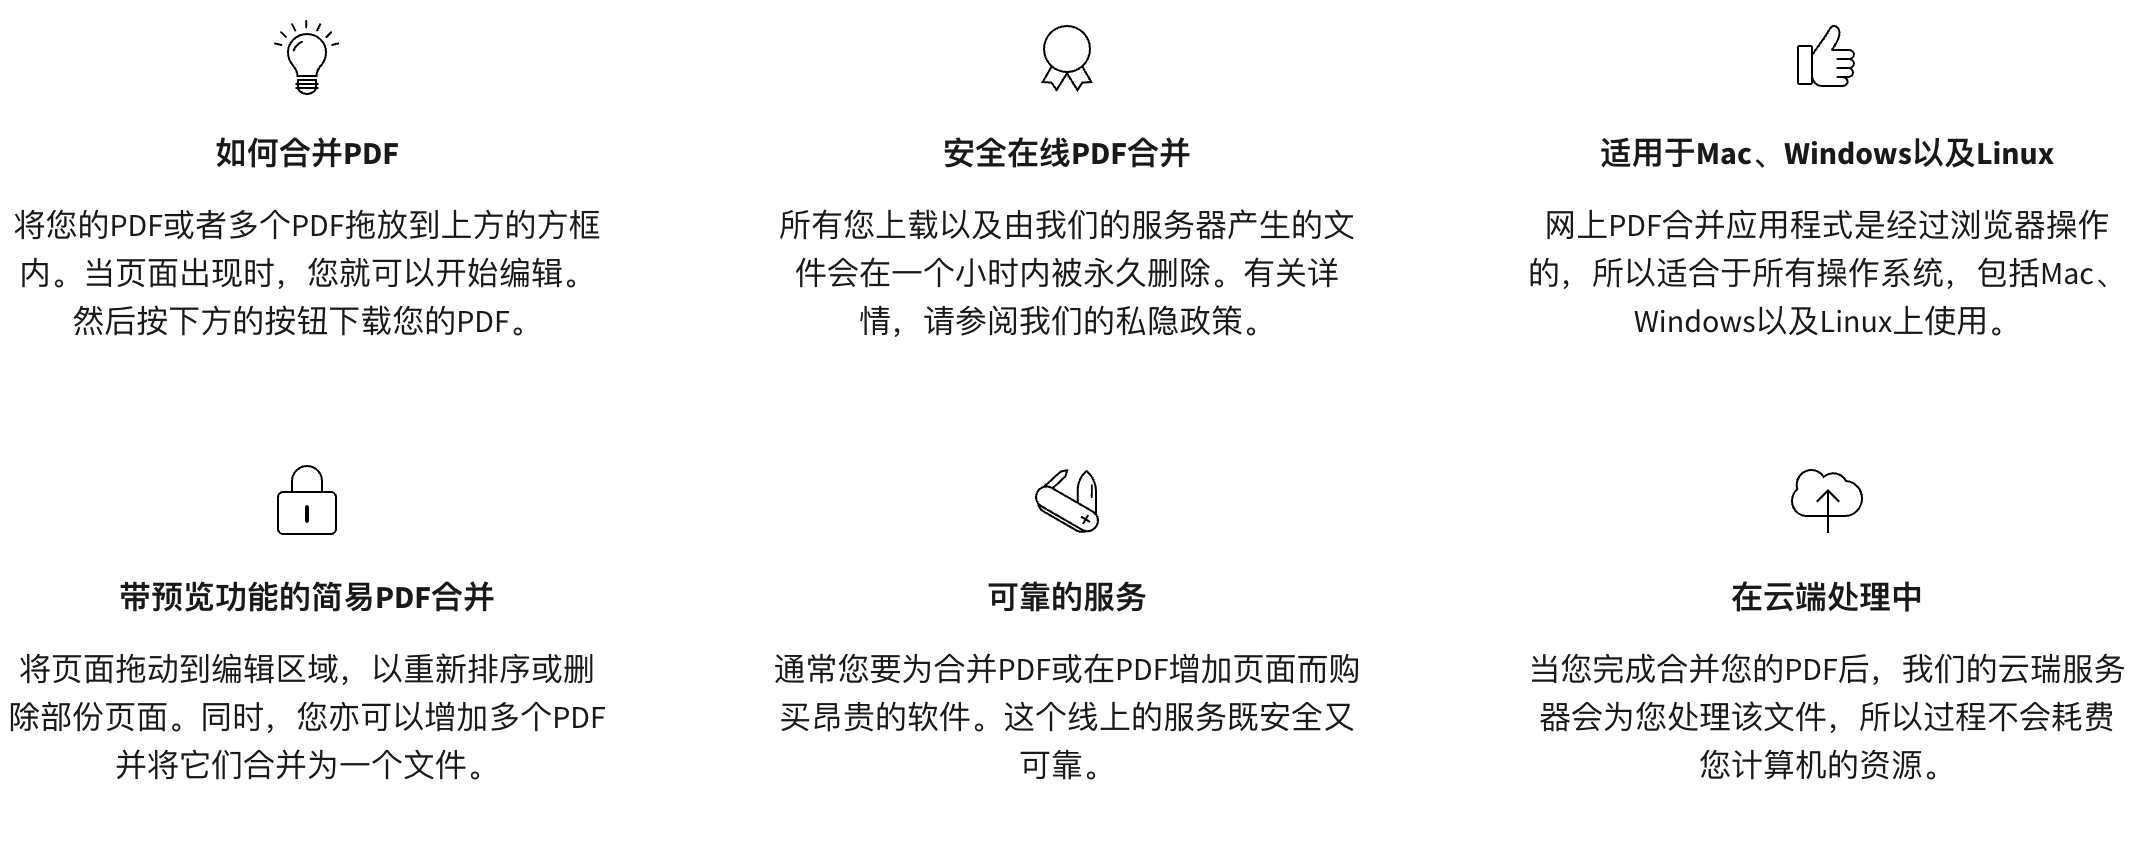 如何合并PDF
将您的PDF或者多个PDF拖放到上方的方框
内。当页面出现时，您就可以开始编辑。
然后按下方的按钮下载您的PDF。
安全在线PDF合并
所有您上载以及由我们的服务器产生的文
件会在一个小时内被永久删除。有关详
情，请参阅我们的私隐政策。
适用于Mac、Windows以及Linux
网上PDF合并应用程式是经过浏览器操作
的，所以适合于所有操作系统，包括Mac、
Windows以及Linux上使用。
带预览功能的简易PDF合并
将页面拖动到编辑区域，以重新排序或删
除部份页面。同时，您亦可以增加多个PDF
并将它们合并为一个文件。
可靠的服务
通常您要为合并PDF或在PDF增加页面而购
买昂贵的软件。这个线上的服务既安全又
可靠。
在云端处理中
当您完成合并您的PDF后，我们的云瑞服务
器会为您处理该文件，所以过程不会耗费
您计算机的资源。